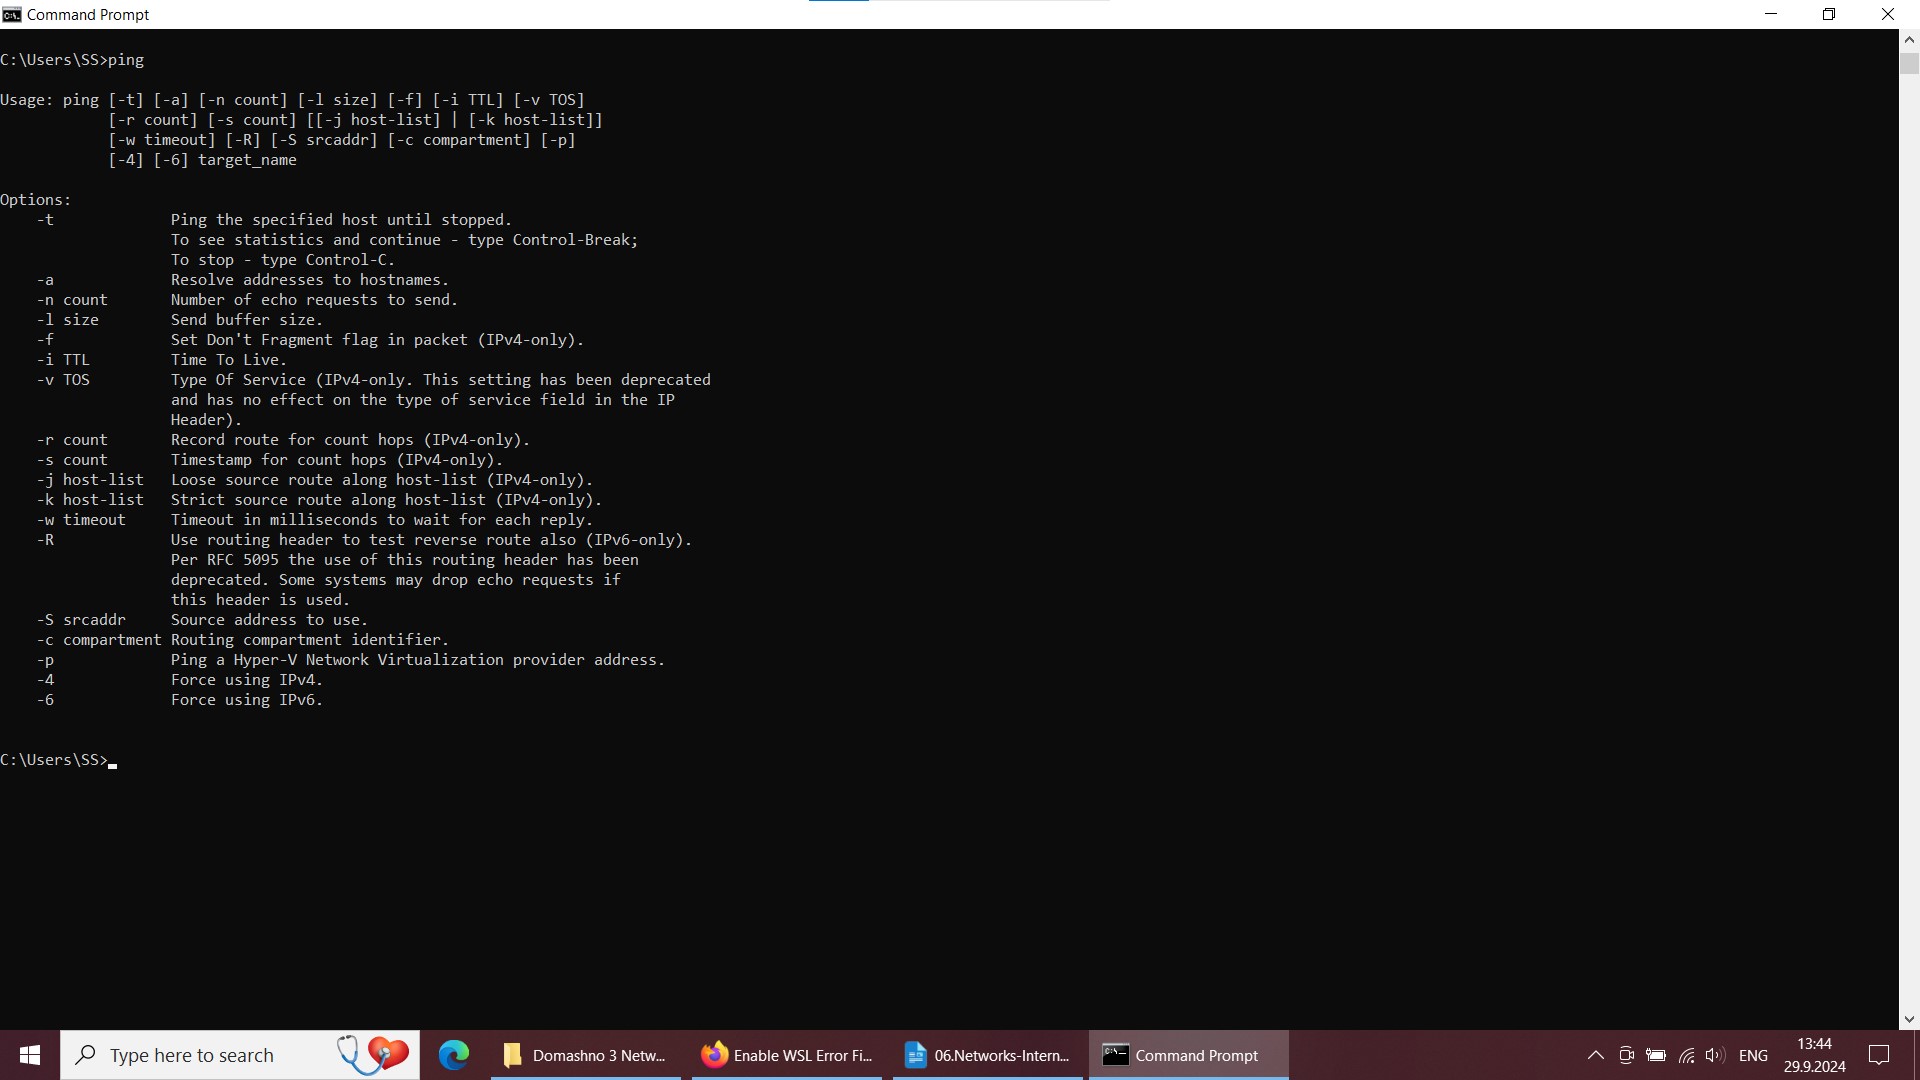 Command Prompt
C:\Users\SS>ping
Usage: ping [-t] [-a] [-n count] [-l size] [-f] [-i TTL] [-v TOS]
            [-r count] [-s count] [[-j host-list] | [-k host-list]]
            [-w timeout] [-R] [-S srcaddr] [-c compartment] [-p]
            [-4] [-6] target_name
Options:
    -t             Ping the specified host until stopped.
                   To see statistics and continue - type Control-Break;
                   To stop - type Control-C.
    -a             Resolve addresses to hostnames.
    -n count       Number of echo requests to send.
    -l size        Send buffer size.
    -f             Set Don't Fragment flag in packet (IPv4-only).
    -i TTL         Time To Live.
    -v TOS         Type Of Service (IPv4-only. This setting has been deprecated
                   and has no effect on the type of service field in the IP
                   Header).
    -r count       Record route for count hops (IPv4-only).
    -s count       Timestamp for count hops (IPv4-only).
    -j host-list   Loose source route along host-list (IPv4-only).
    -k host-list   Strict source route along host-list (IPv4-only).
    -w timeout     Timeout in milliseconds to wait for each reply.
    -R             Use routing header to test reverse route also (IPv6-only).
                   Per RFC 5095 the use of this routing header has been
                   deprecated. Some systems may drop echo requests if
                   this header is used.
    -S srcaddr     Source address to use.
    -c compartment Routing compartment identifier.
    -p             Ping a Hyper-V Network Virtualization provider address.
    -4             Force using IPv4.
    -6             Force using IPv6.
C:\Users\SS>
Type here to search
Domashno 3 Netw...
Enable WSL Error Fi...
06.Networks-Intern...
Command Prompt
ENG
13:44
29.9.2024